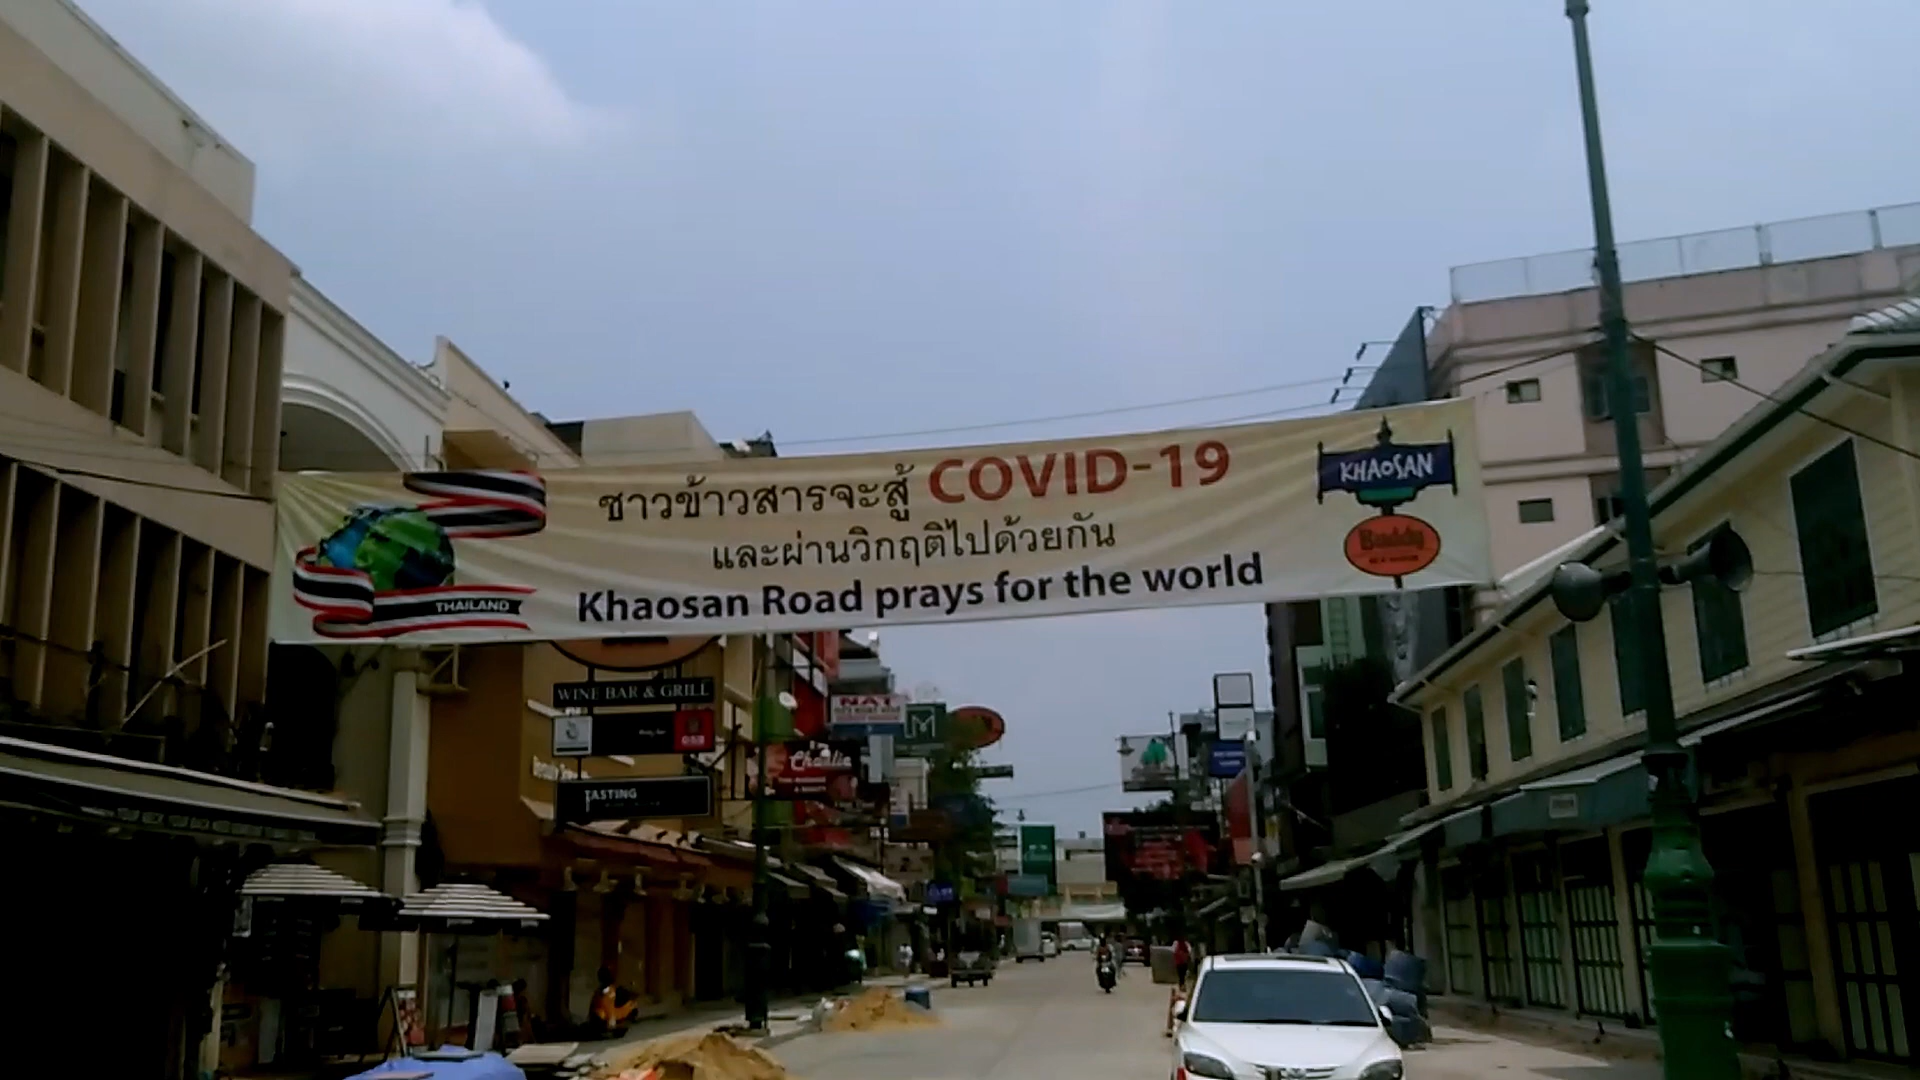 ชาวข้าวสารจะสู้ COVID-19
และผ่านวิกฤติไปด้วยกัน
Khaosan Road prays for the world
THAILAND
KHAOSAN
Buddy
WINE BAR & GRILL
TASTING
NAT
M
Charlie